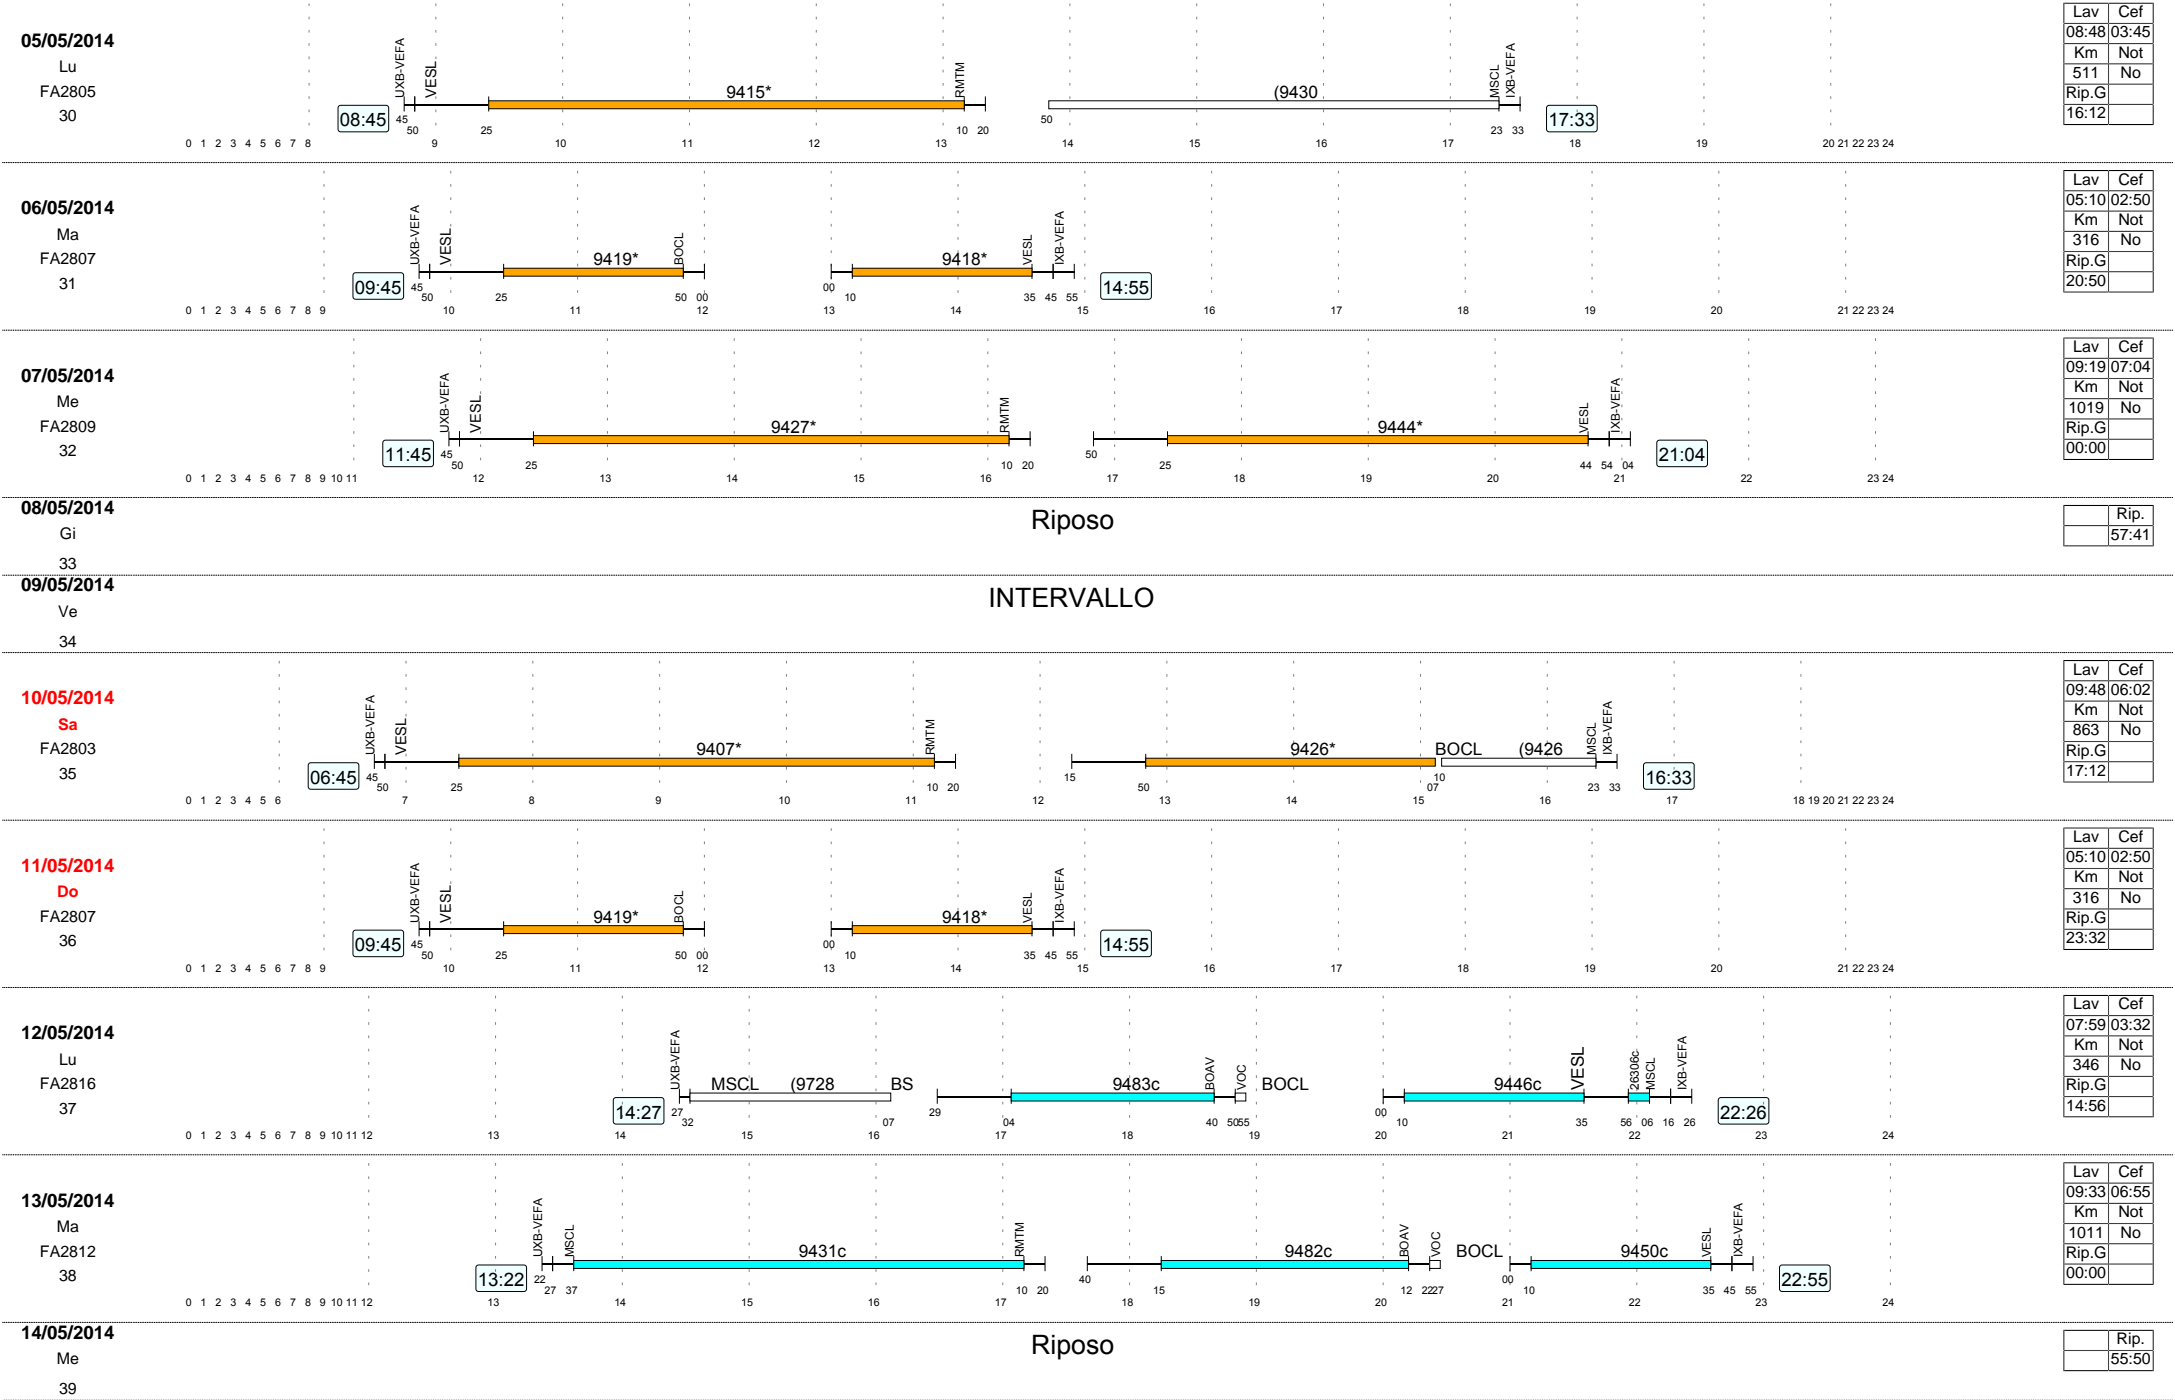 05/05/2014
Lu
FA2805
30
08:45
UXB-VEFA VESL 9415* RMTM (9430 MSCL IXB-VEFA
45 50 25 10 20 50 23 33
17:33
0 1 2 3 4 5 6 7 8 9 10 11 12 13 14 15 16 17 18 19 20 21 22 23 24
Lav Cef
08:48 03:45
Km Not
511 No
Rip.G
16:12
06/05/2014
Ma
FA2807
31
09:45
UXB-VEFA VESL 9419* BOCL 9418* VESL IXB-VEFA
45 50 25 50 00 00 10 35 45 55
14:55
0 1 2 3 4 5 6 7 8 9 10 11 12 13 14 15 16 17 18 19 20 21 22 23 24
Lav Cef
05:10 02:50
Km Not
316 No
Rip.G
20:50
07/05/2014
Me
FA2809
32
11:45
UXB-VEFA VESL 9427* RMTM 9444* VESL IXB-VEFA
45 50 25 10 20 50 25 44 54 04
21:04
0 1 2 3 4 5 6 7 8 9 10 11 12 13 14 15 16 17 18 19 20 21 22 23 24
Lav Cef
09:19 07:04
Km Not
1019 No
Rip.G
00:00
08/05/2014
Gi
33
Riposo
Rip.
57:41
09/05/2014
Ve
34
INTERVALLO
10/05/2014
Sa
FA2803
35
06:45
UXB-VEFA VESL 9407* RMTM 9426* BOCL (9426 MSCL IXB-VEFA
45 50 25 10 20 15 50 07 10 23 33
16:33
0 1 2 3 4 5 6 7 8 9 10 11 12 13 14 15 16 17 18 19 20 21 22 23 24
Lav Cef
09:48 06:02
Km Not
863 No
Rip.G
17:12
11/05/2014
Do
FA2807
36
09:45
UXB-VEFA VESL 9419* BOCL 9418* VESL IXB-VEFA
45 50 25 50 00 00 10 35 45 55
14:55
0 1 2 3 4 5 6 7 8 9 10 11 12 13 14 15 16 17 18 19 20 21 22 23 24
Lav Cef
05:10 02:50
Km Not
316 No
Rip.G
23:32
12/05/2014
Lu
FA2816
37
14:27
UXB-VEFA MSCL (9728 BS 9483c BOAV VOC BOCL 9446c VESL 26306c MSCL IXB-VEFA
27 32 07 29 04 40 50 55 00 10 35 56 06 16 26
22:26
0 1 2 3 4 5 6 7 8 9 10 11 12 13 14 15 16 17 18 19 20 21 22 23 24
Lav Cef
07:59 03:32
Km Not
346 No
Rip.G
14:56
13/05/2014
Ma
FA2812
38
13:22
UXB-VEFA MSCL 9431c RMTM 9482c BOAV VOC BOCL 9450c VESL IXB-VEFA
22 27 37 10 20 40 15 12 22 27 00 10 35 45 55
22:55
0 1 2 3 4 5 6 7 8 9 10 11 12 13 14 15 16 17 18 19 20 21 22 23 24
Lav Cef
09:33 06:55
Km Not
1011 No
Rip.G
00:00
14/05/2014
Me
39
Riposo
Rip.
55:50